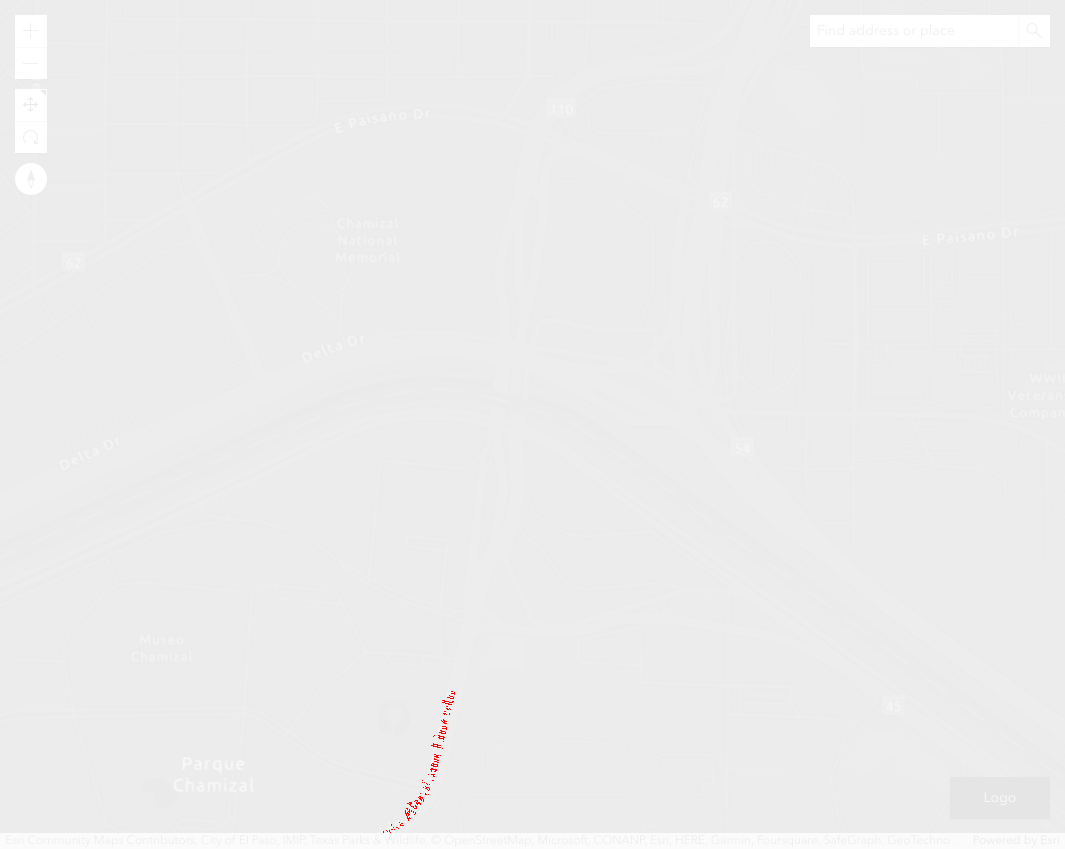 Find address or place
110
E Paisano Dr
62
Chamizal
National
Memorial
E Paisano Dr
62
Delta Dr
WWII
Veteran
Compan
Delta Dr
54
Museo
Chamizal
45
Parque
Chamizal
Logo
Esri Community Maps Contributors, City of El Paso, IMIP, Texas Parks & Wildlife, © OpenStreetMap, Microsoft, CONANP, Esri, HERE, Garmin, Foursquare, SafeGraph, GeoTechno
Powered by Esri